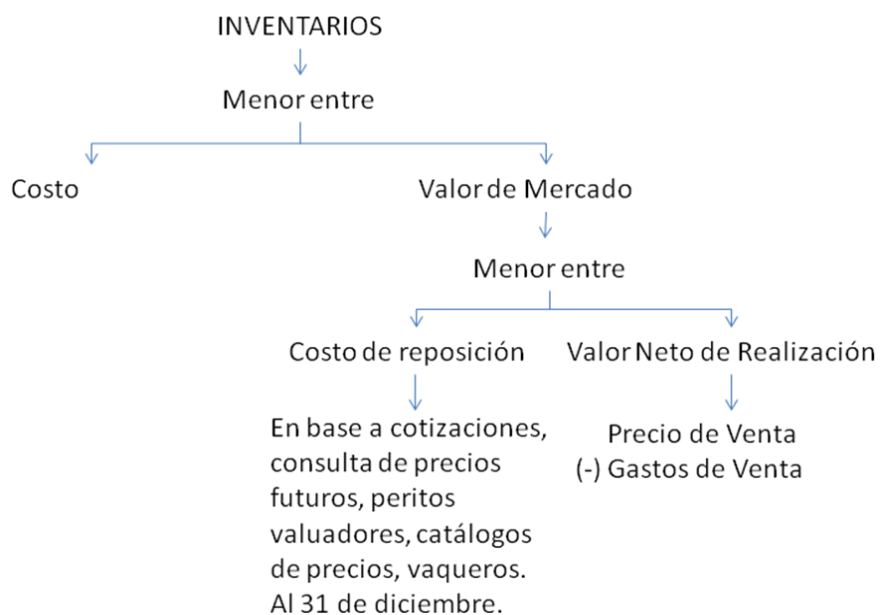 INVENTARIOS
Menor entre
Costo
Valor de Mercado
Menor entre
Costo de reposición
Valor Neto de Realización
En base a cotizaciones,
consulta de precios
futuros, peritos
valuadores, catálogos
de precios, vaqueros.
Al 31 de diciembre.
Precio de Venta
(-) Gastos de Venta